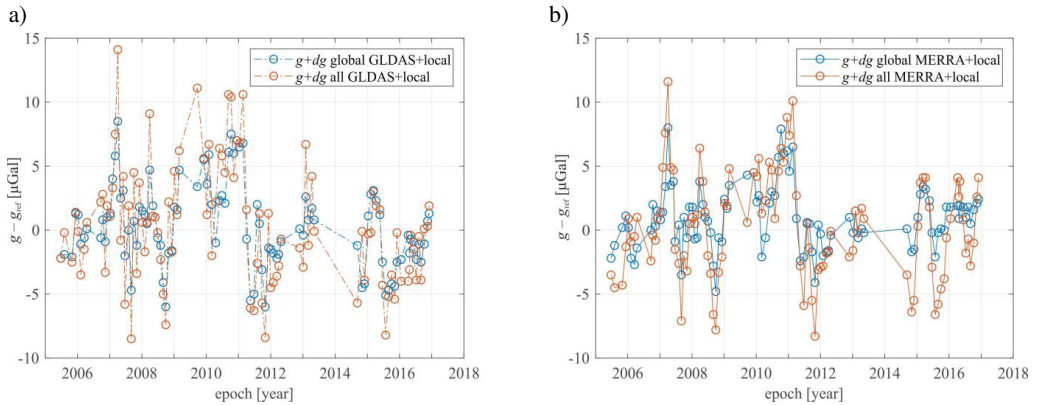 a)
15
10
5
0
-5
-10
g − g_ref [μGal]
2006 2008 2010 2012 2014 2016 2018
epoch [year]
g+dg global GLDAS+local
g+dg all GLDAS+local
b)
15
10
5
0
-5
-10
g − g_ref [μGal]
2006 2008 2010 2012 2014 2016 2018
epoch [year]
g+dg global MERRA+local
g+dg all MERRA+local